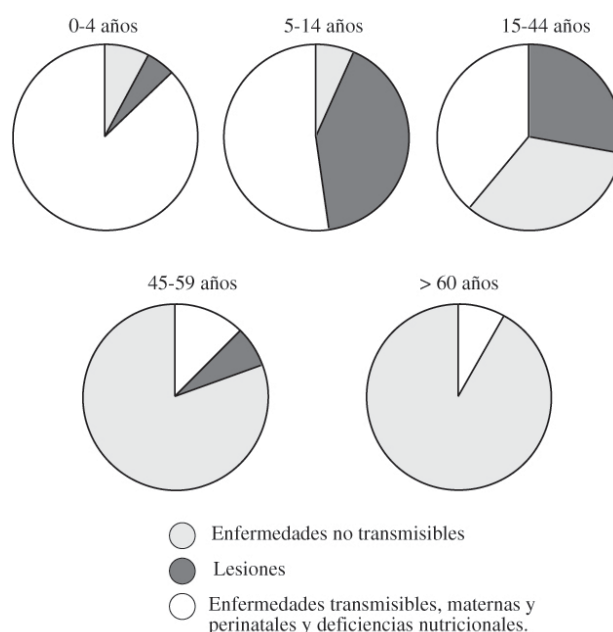 0-4 años
5-14 años
15-44 años
45-59 años
> 60 años
Enfermedades no transmisibles
Lesiones
Enfermedades transmisibles, maternas y
perinatales y deficiencias nutricionales.